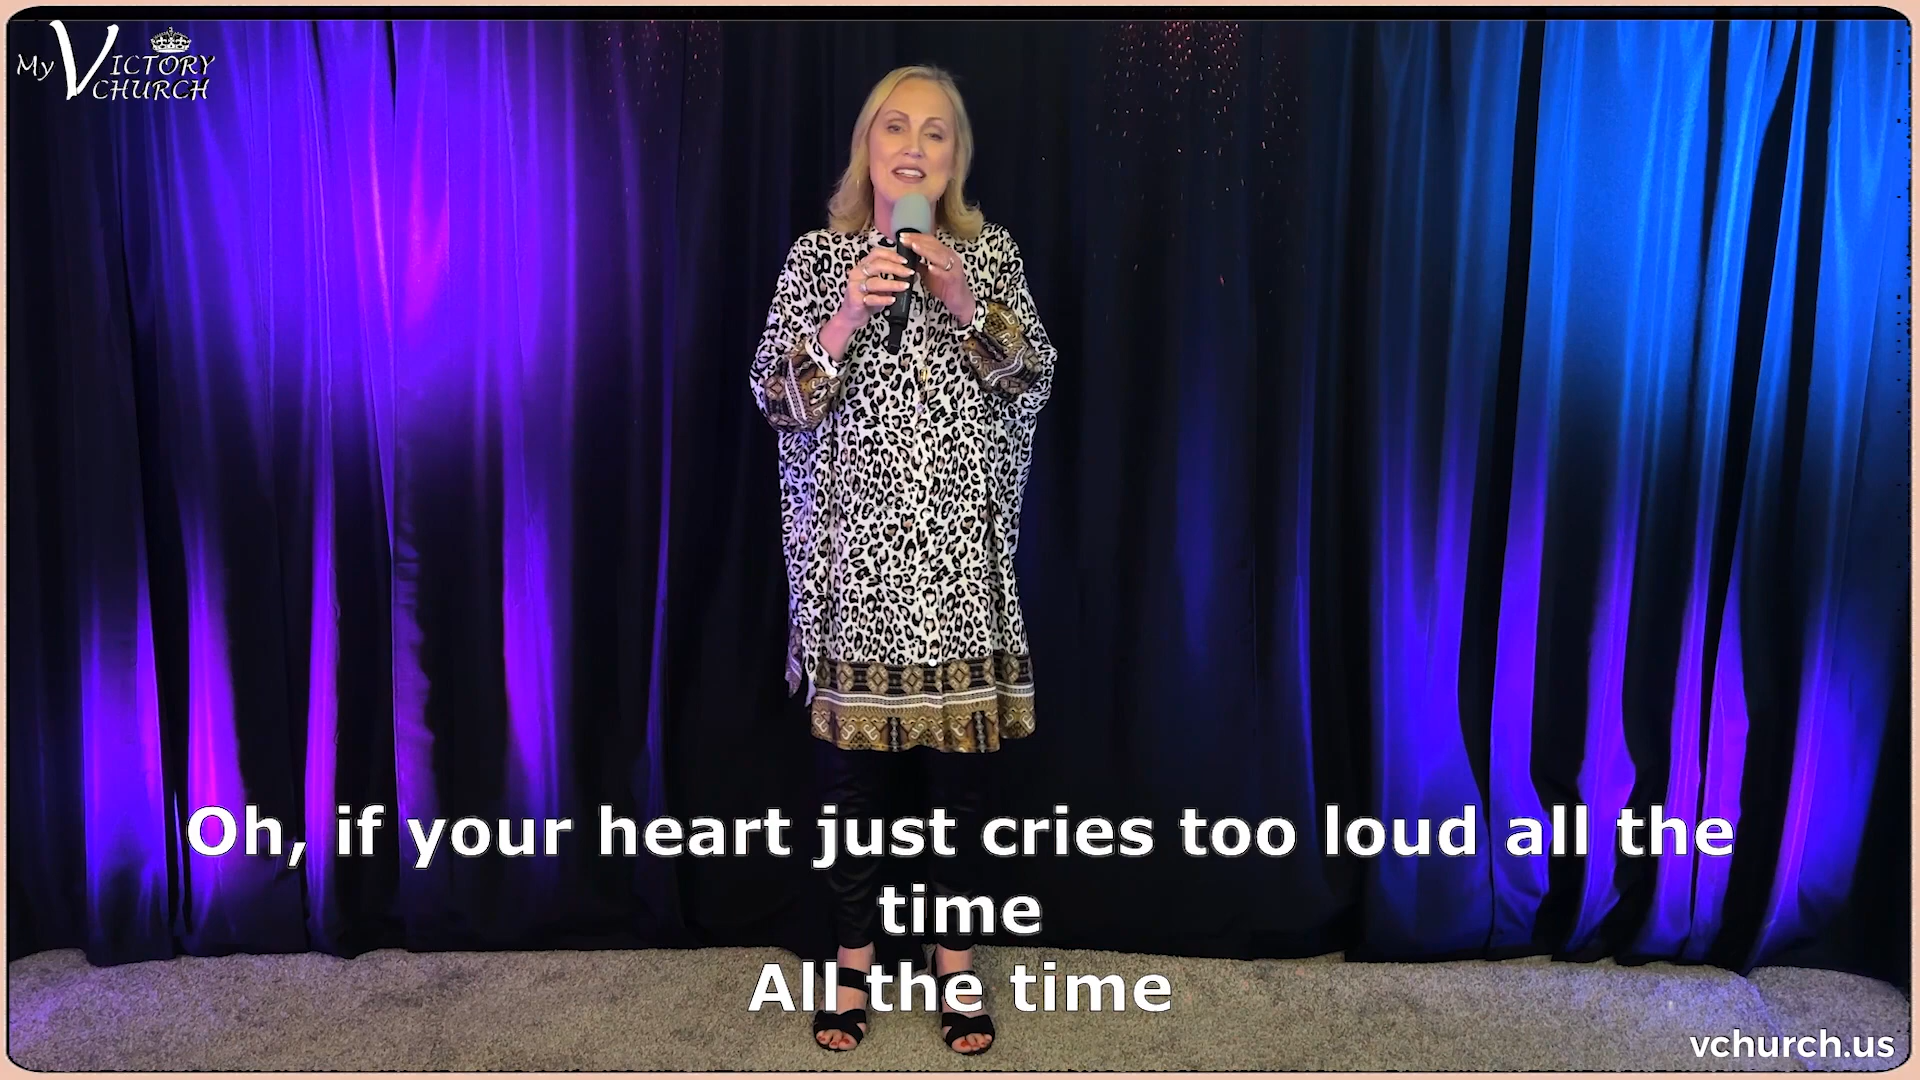 My VICTORY
CHURCH
Oh, if your heart just cries too loud all the
time
All the time
vchurch.us